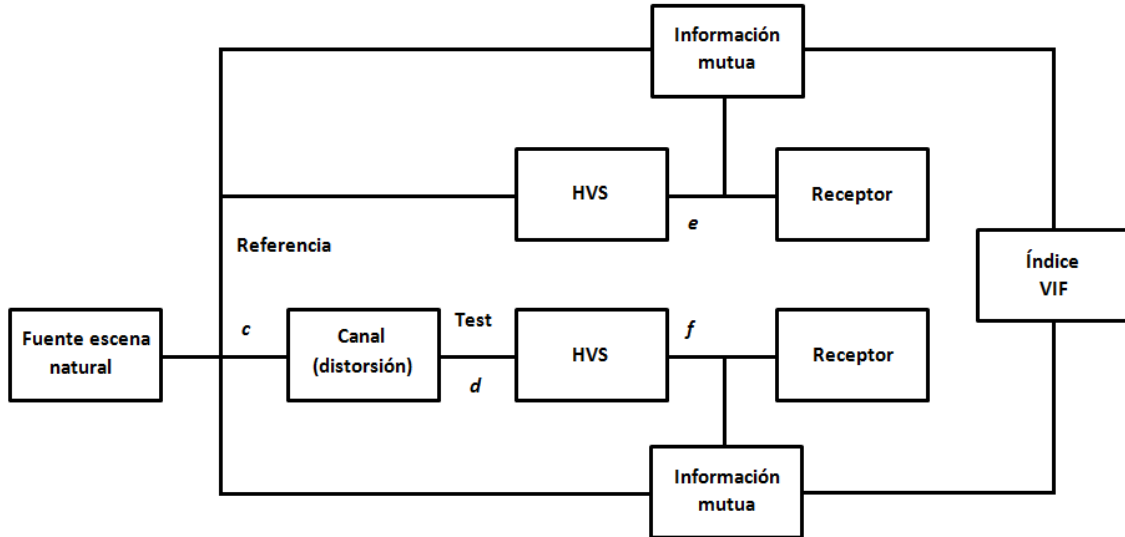 Información
mutua
HVS
Receptor
e
Referencia
Índice
VIF
Fuente escena
natural
c
Canal
(distorsión)
Test
d
HVS
f
Receptor
Información
mutua